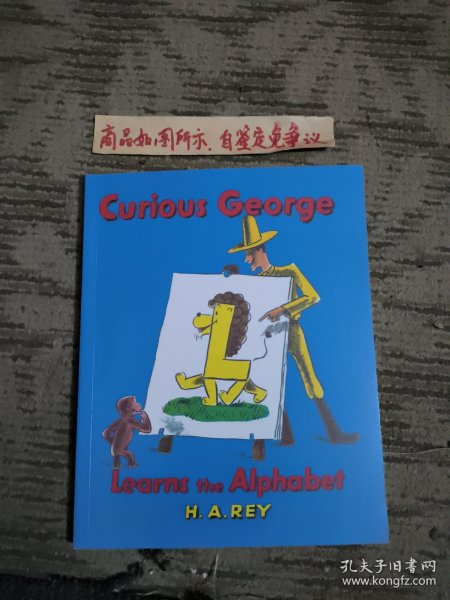 商品如图所示、自鉴定免争议
Curious George
L
Learns the Alphabet
H. A. REY
孔夫子旧书网
www.kongfz.com